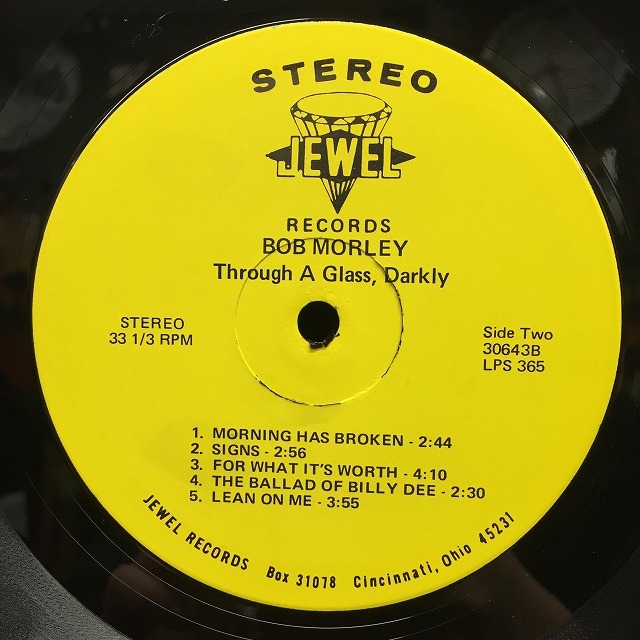 STEREO
JEWEL
RECORDS
BOB MORLEY
Through A Glass, Darkly
STEREO
33 1/3 RPM
Side Two
30643B
LPS 365
1. MORNING HAS BROKEN - 2:44
2. SIGNS - 2:56
3. FOR WHAT IT'S WORTH - 4:10
4. THE BALLAD OF BILLY DEE - 2:30
5. LEAN ON ME - 3:55
JEWEL RECORDS Box 31078 Cincinnati, Ohio 45231